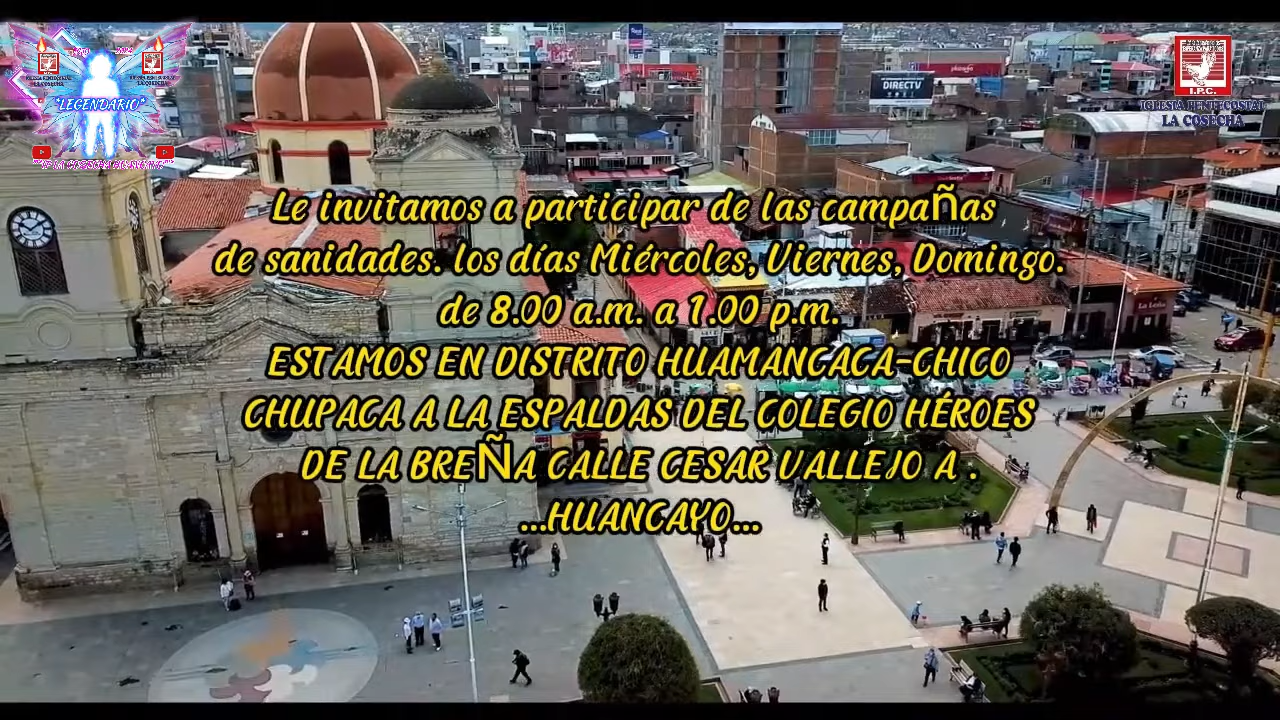 "LEGENDARIO"
I.P.C.
IGLESIA PENTECOSTAL
LA COSECHA
DIRECTV
Le invitamos a participar de las campañas
de sanidades. los días Miércoles, Viernes, Domingo.
de 8.00 a.m. a 1.00 p.m.
ESTAMOS EN DISTRITO HUAMANCACA-CHICO
CHUPACA A LA ESPALDAS DEL COLEGIO HÉROES
DE LA BREÑA CALLE CESAR VALLEJO A .
...HUANCAYO...